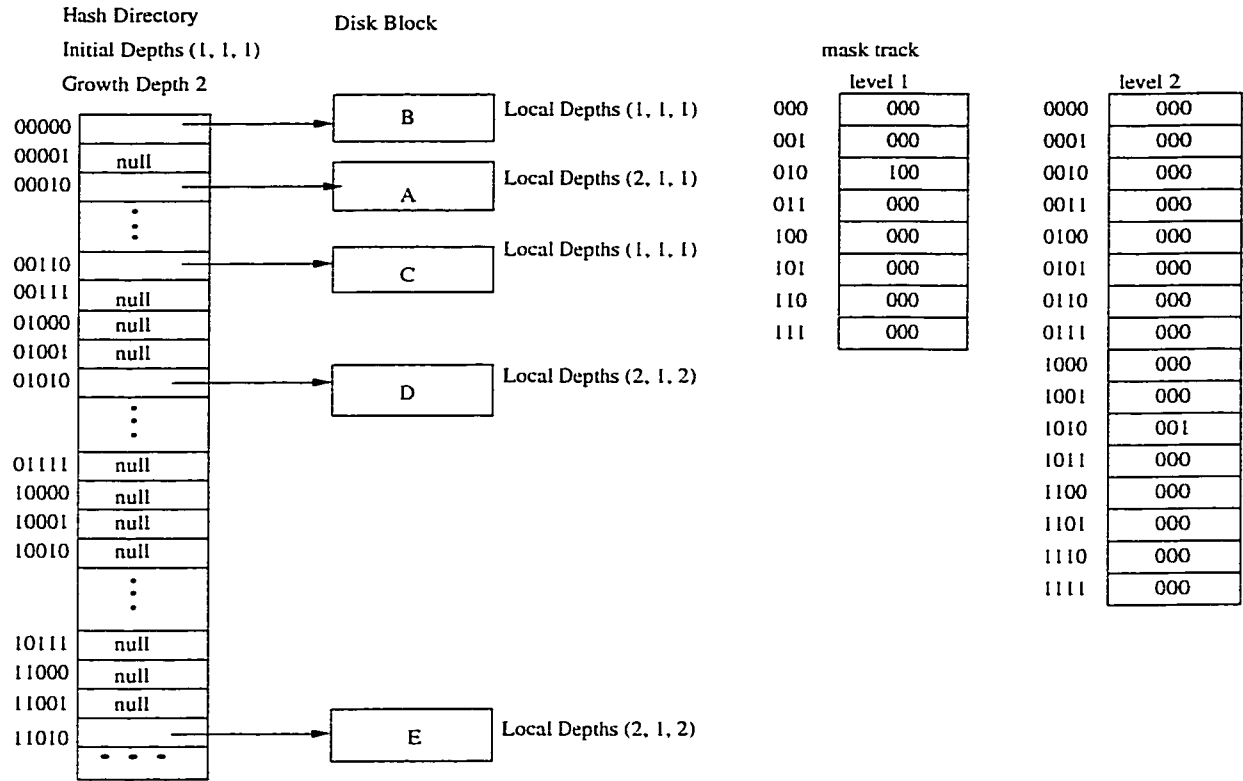 Hash Directory
Initial Depths (1, 1, 1)
Growth Depth 2
Disk Block
00000
B
Local Depths (1, 1, 1)
00001
null
00010
A
Local Depths (2, 1, 1)
00110
C
Local Depths (1, 1, 1)
00111
null
01000
null
01001
null
01010
D
Local Depths (2, 1, 2)
01111
null
10000
null
10001
null
10010
null
10111
null
11000
null
11001
null
11010
E
Local Depths (2, 1, 2)
mask track
level 1
000 000
001 000
010 100
011 000
100 000
101 000
110 000
111 000
level 2
0000 000
0001 000
0010 000
0011 000
0100 000
0101 000
0110 000
0111 000
1000 000
1001 000
1010 001
1011 000
1100 000
1101 000
1110 000
1111 000